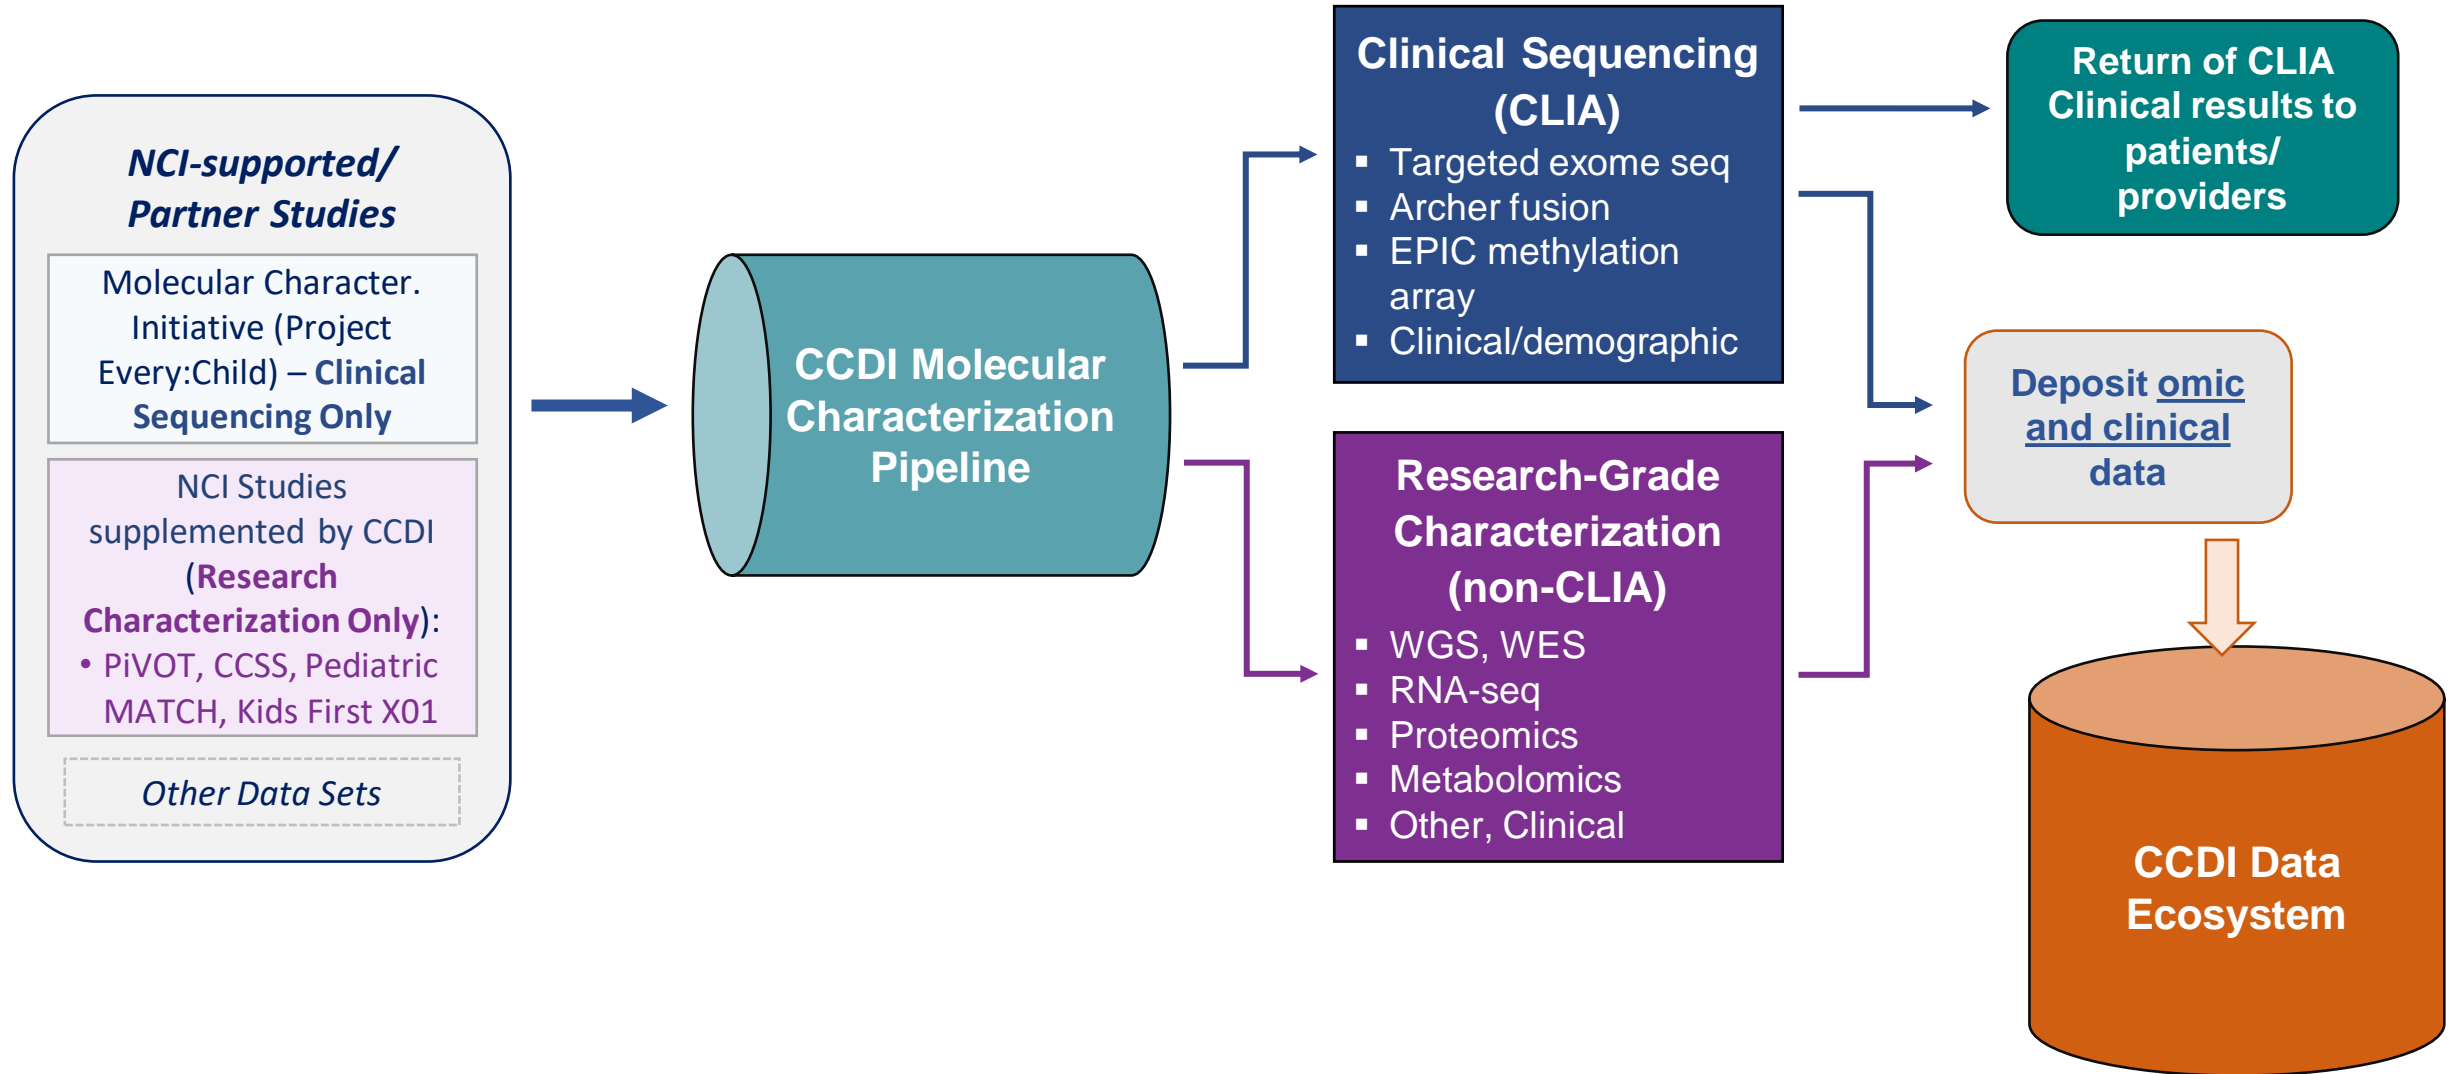 NCI-supported/
Partner Studies
Molecular Character.
Initiative (Project
Every:Child) – Clinical
Sequencing Only
NCI Studies
supplemented by CCDI
(Research
Characterization Only):
• PiVOT, CCSS, Pediatric
MATCH, Kids First X01
Other Data Sets
CCDI Molecular
Characterization
Pipeline
Clinical Sequencing
(CLIA)
▪ Targeted exome seq
▪ Archer fusion
▪ EPIC methylation
array
▪ Clinical/demographic
Research-Grade
Characterization
(non-CLIA)
▪ WGS, WES
▪ RNA-seq
▪ Proteomics
▪ Metabolomics
▪ Other, Clinical
Return of CLIA
Clinical results to
patients/
providers
Deposit omic
and clinical
data
CCDI Data
Ecosystem